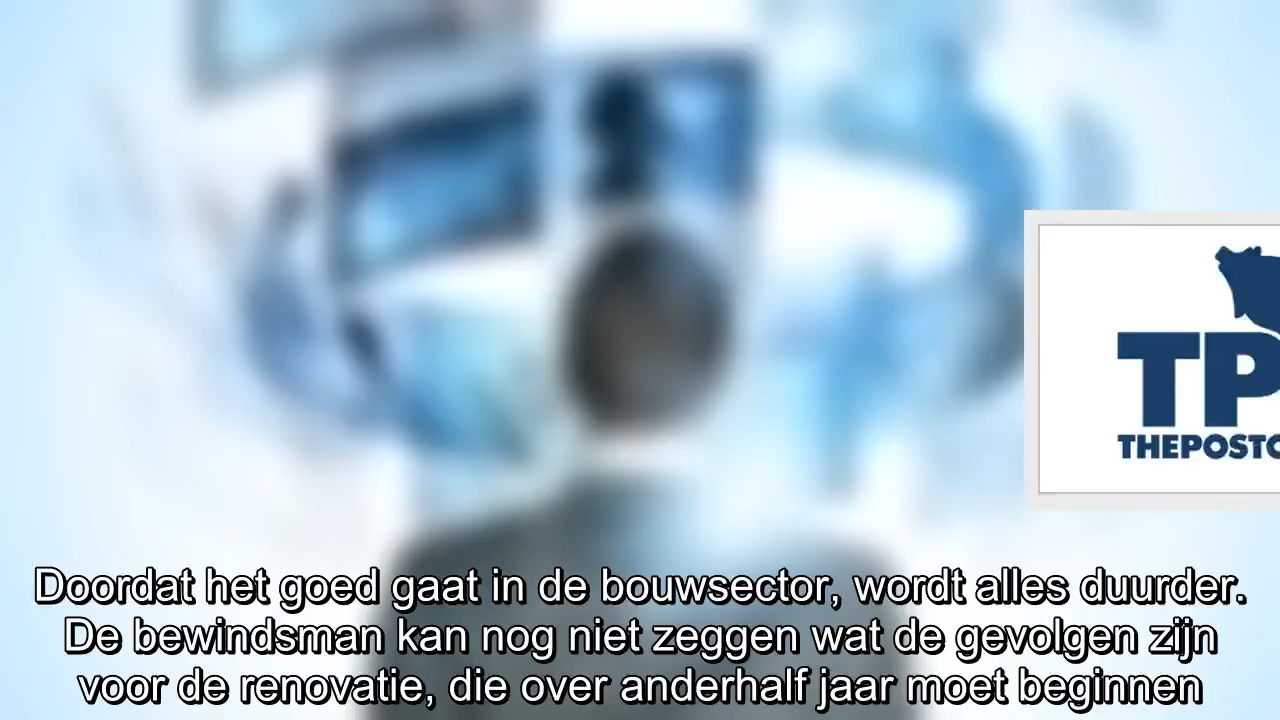 TP
THEPOSTO
Doordat het goed gaat in de bouwsector, wordt alles duurder.
De bewindsman kan nog niet zeggen wat de gevolgen zijn
voor de renovatie, die over anderhalf jaar moet beginnen